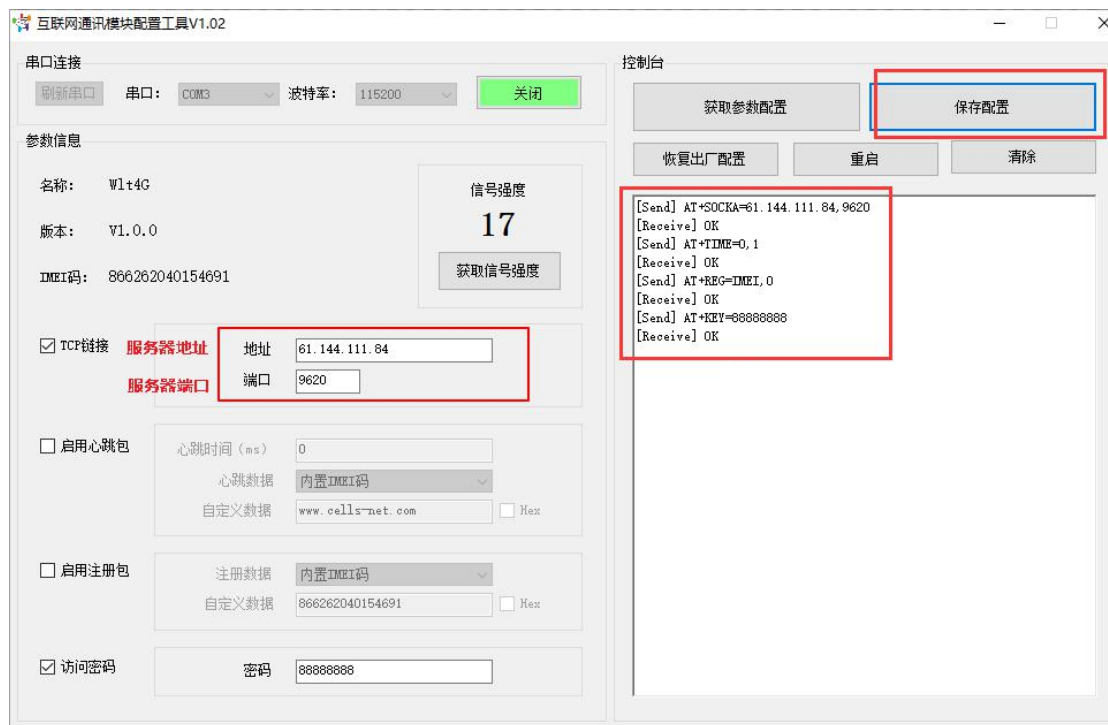 互联网通讯模块配置工具V1.02
串口连接
刷新串口 串口： COM3 波特率： 115200 关闭
参数信息
名称： Wlt4G
版本： V1.0.0
IMEI码： 866262040154691
信号强度
17
获取信号强度
TCP链接 服务器地址 地址 61.144.111.84
服务器端口 端口 9620
启用心跳包 心跳时间（ms） 0
心跳数据 内置IMEI码
自定义数据 www.cells-net.com Hex
启用注册包 注册数据 内置IMEI码
自定义数据 866262040154691 Hex
访问密码 密码 88888888
控制台
获取参数配置 保存配置
恢复出厂配置 重启 清除
[Send] AT+SOCKA=61.144.111.84,9620
[Receive] OK
[Send] AT+TIME=0,1
[Receive] OK
[Send] AT+REG=IMEI,0
[Receive] OK
[Send] AT+KEY=88888888
[Receive] OK